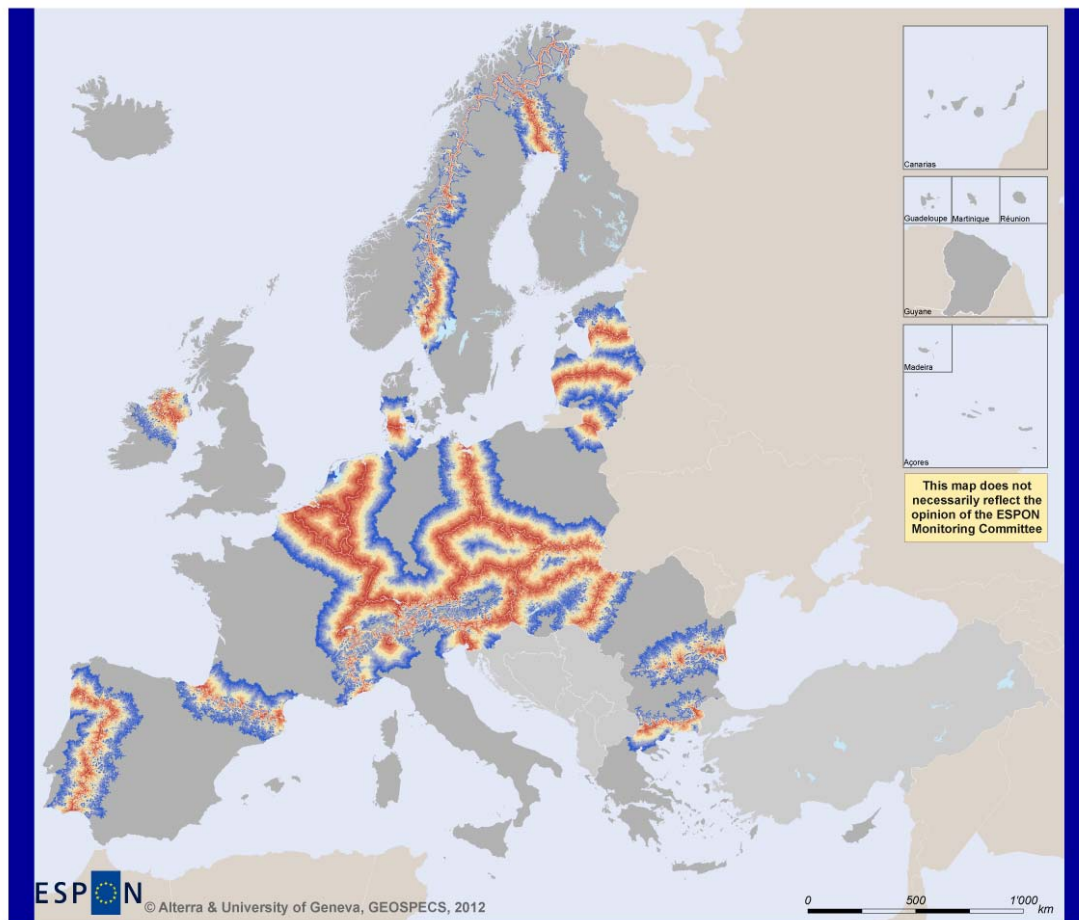 Canarias
Guadeloupe
Martinique
Réunion
Guyane
Madeira
Açores
This map does not
necessarily reflect the
opinion of the ESPON
Monitoring Committee
ESPON
© Alterra & University of Geneva, GEOSPECS, 2012
0 500 1'000
km